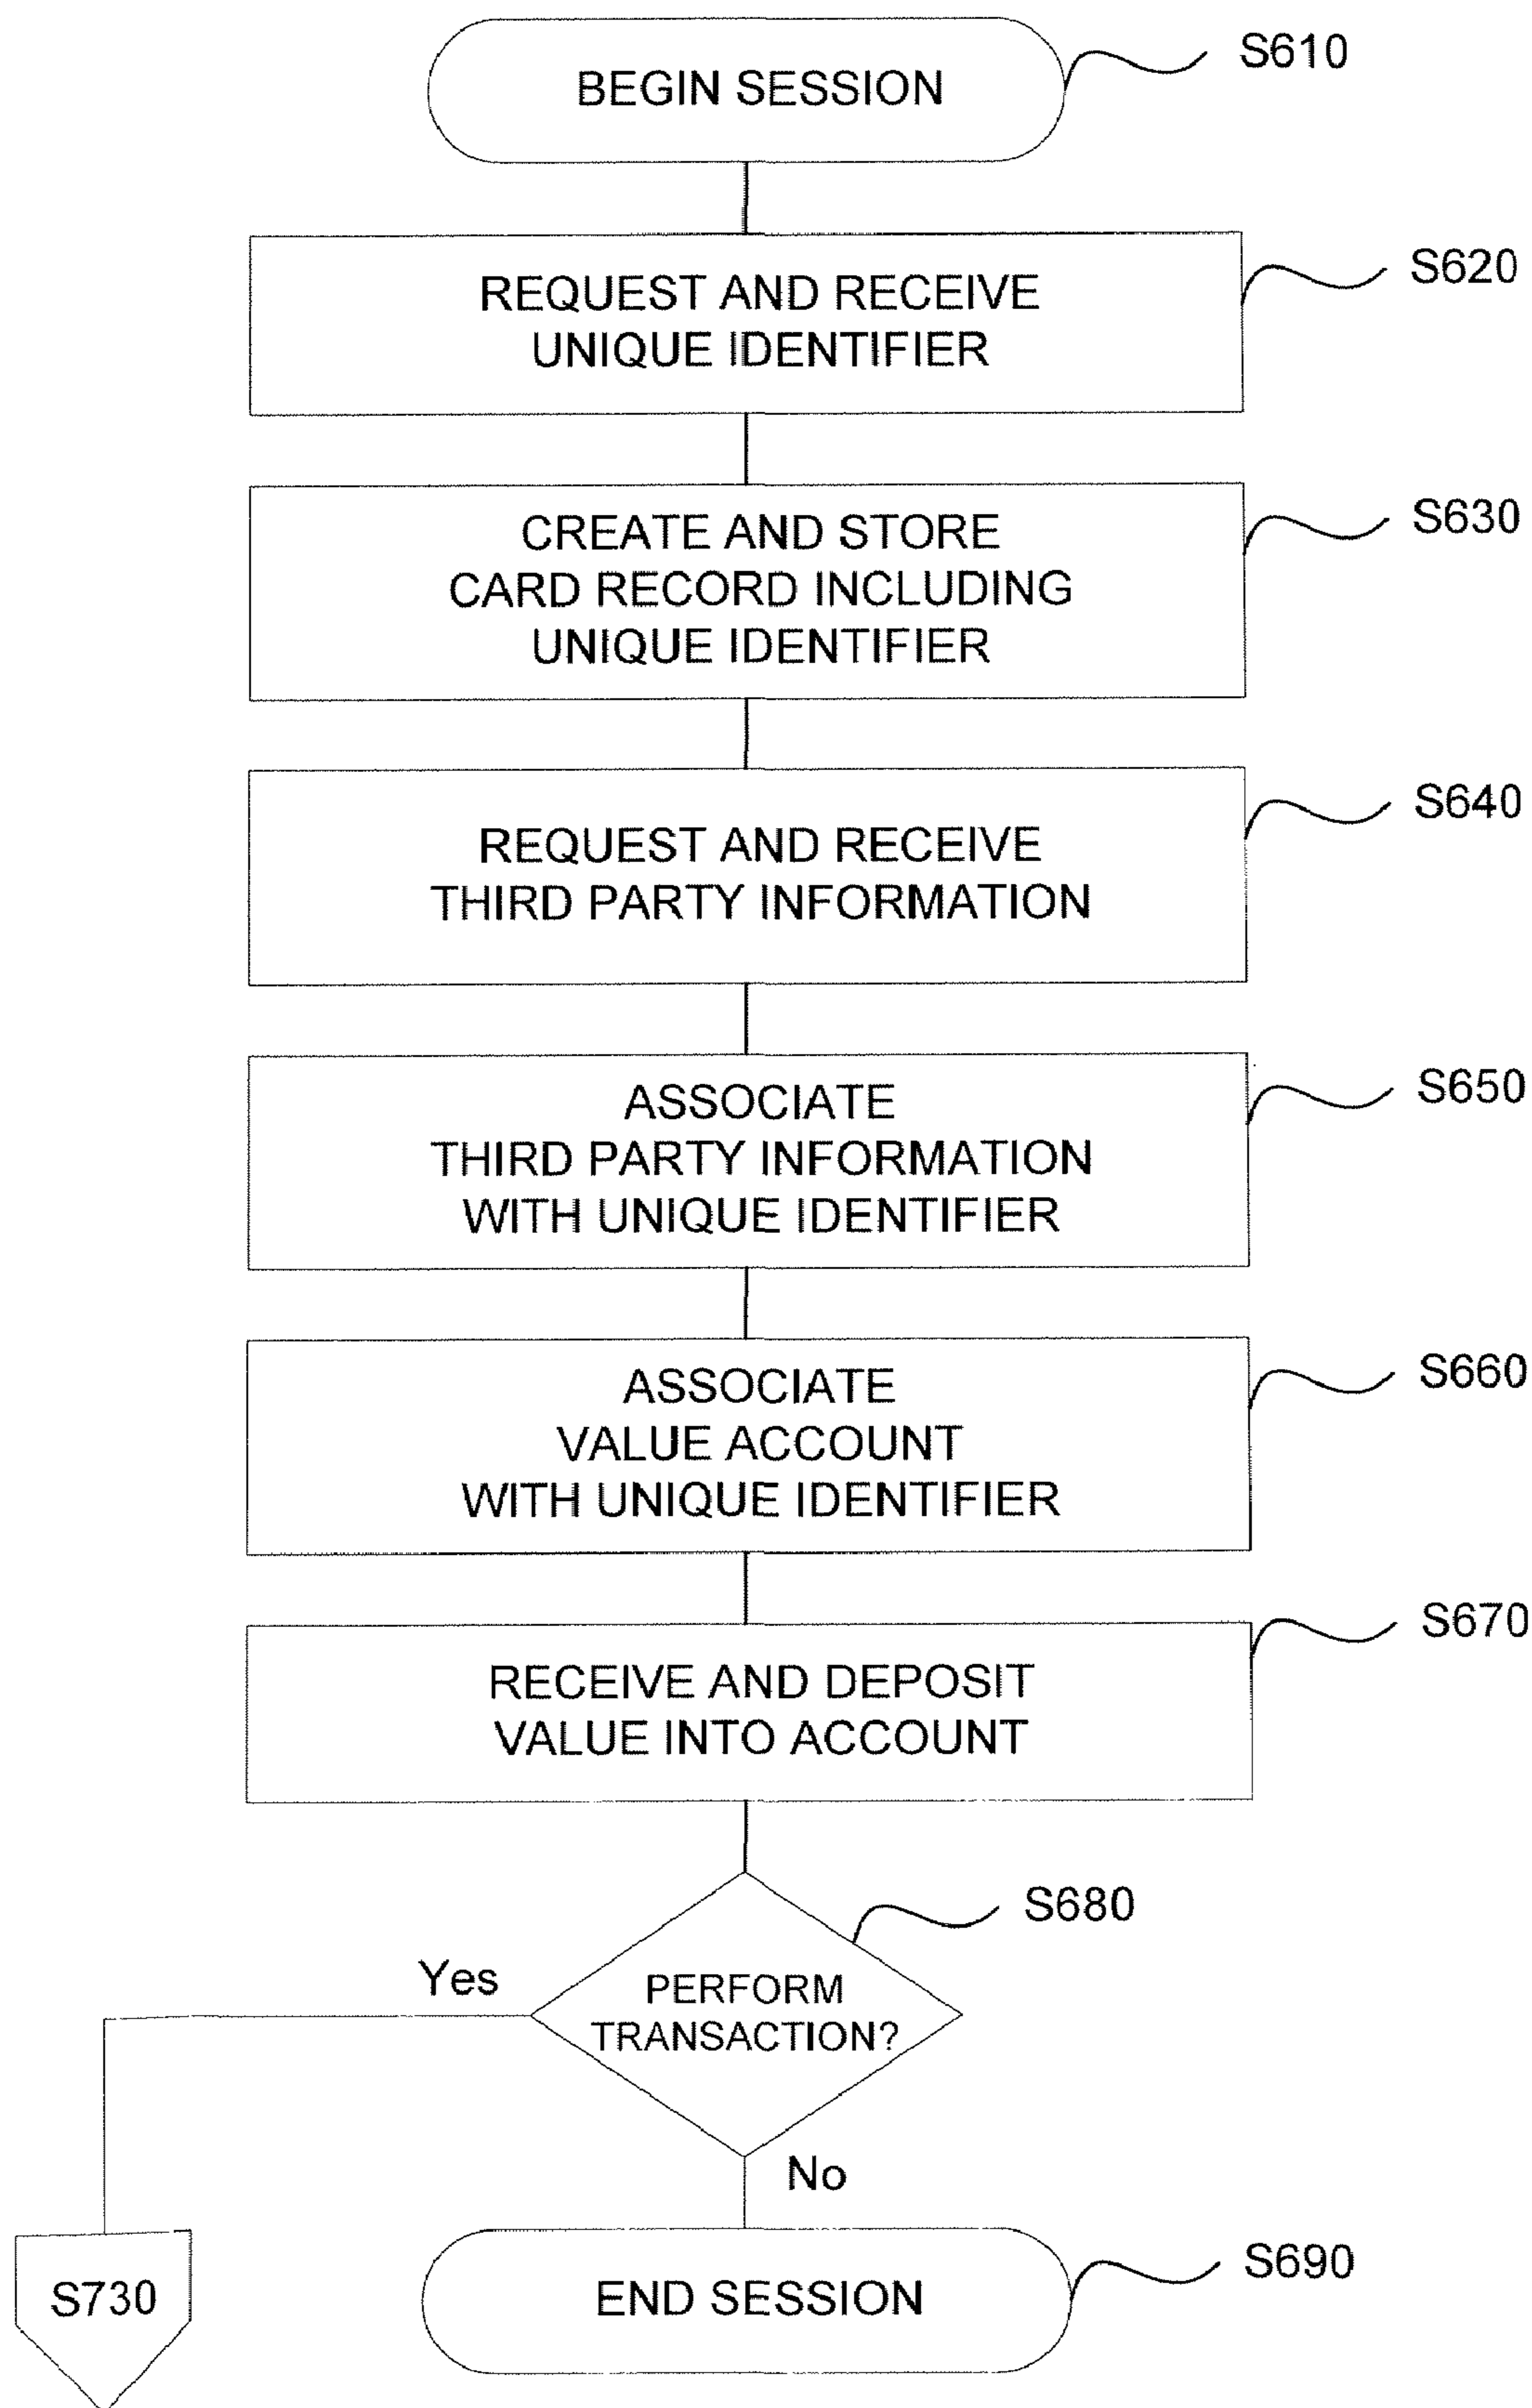 BEGIN SESSION
S610
REQUEST AND RECEIVE
UNIQUE IDENTIFIER
S620
CREATE AND STORE
CARD RECORD INCLUDING
UNIQUE IDENTIFIER
S630
REQUEST AND RECEIVE
THIRD PARTY INFORMATION
S640
ASSOCIATE
THIRD PARTY INFORMATION
WITH UNIQUE IDENTIFIER
S650
ASSOCIATE
VALUE ACCOUNT
WITH UNIQUE IDENTIFIER
S660
RECEIVE AND DEPOSIT
VALUE INTO ACCOUNT
S670
PERFORM
TRANSACTION?
S680
Yes
No
S730
END SESSION
S690